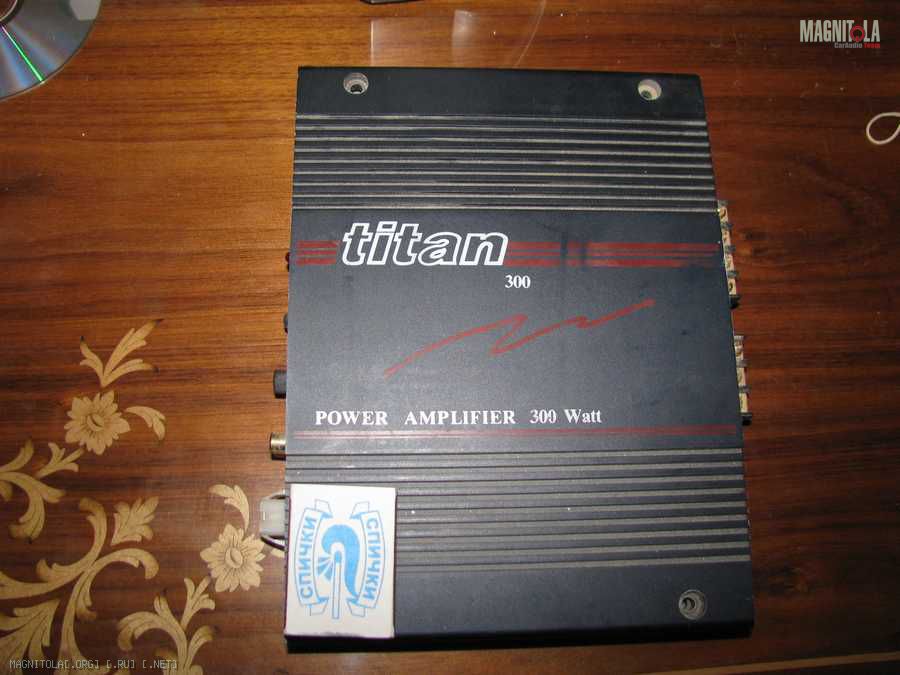 MAGNITOLA
CarAudio Team
titan
300
POWER AMPLIFIER 300 Watt
СПИЧКИ
СПИЧКИ
MAGNITOLA[.ORG] [.RU] [.NET]